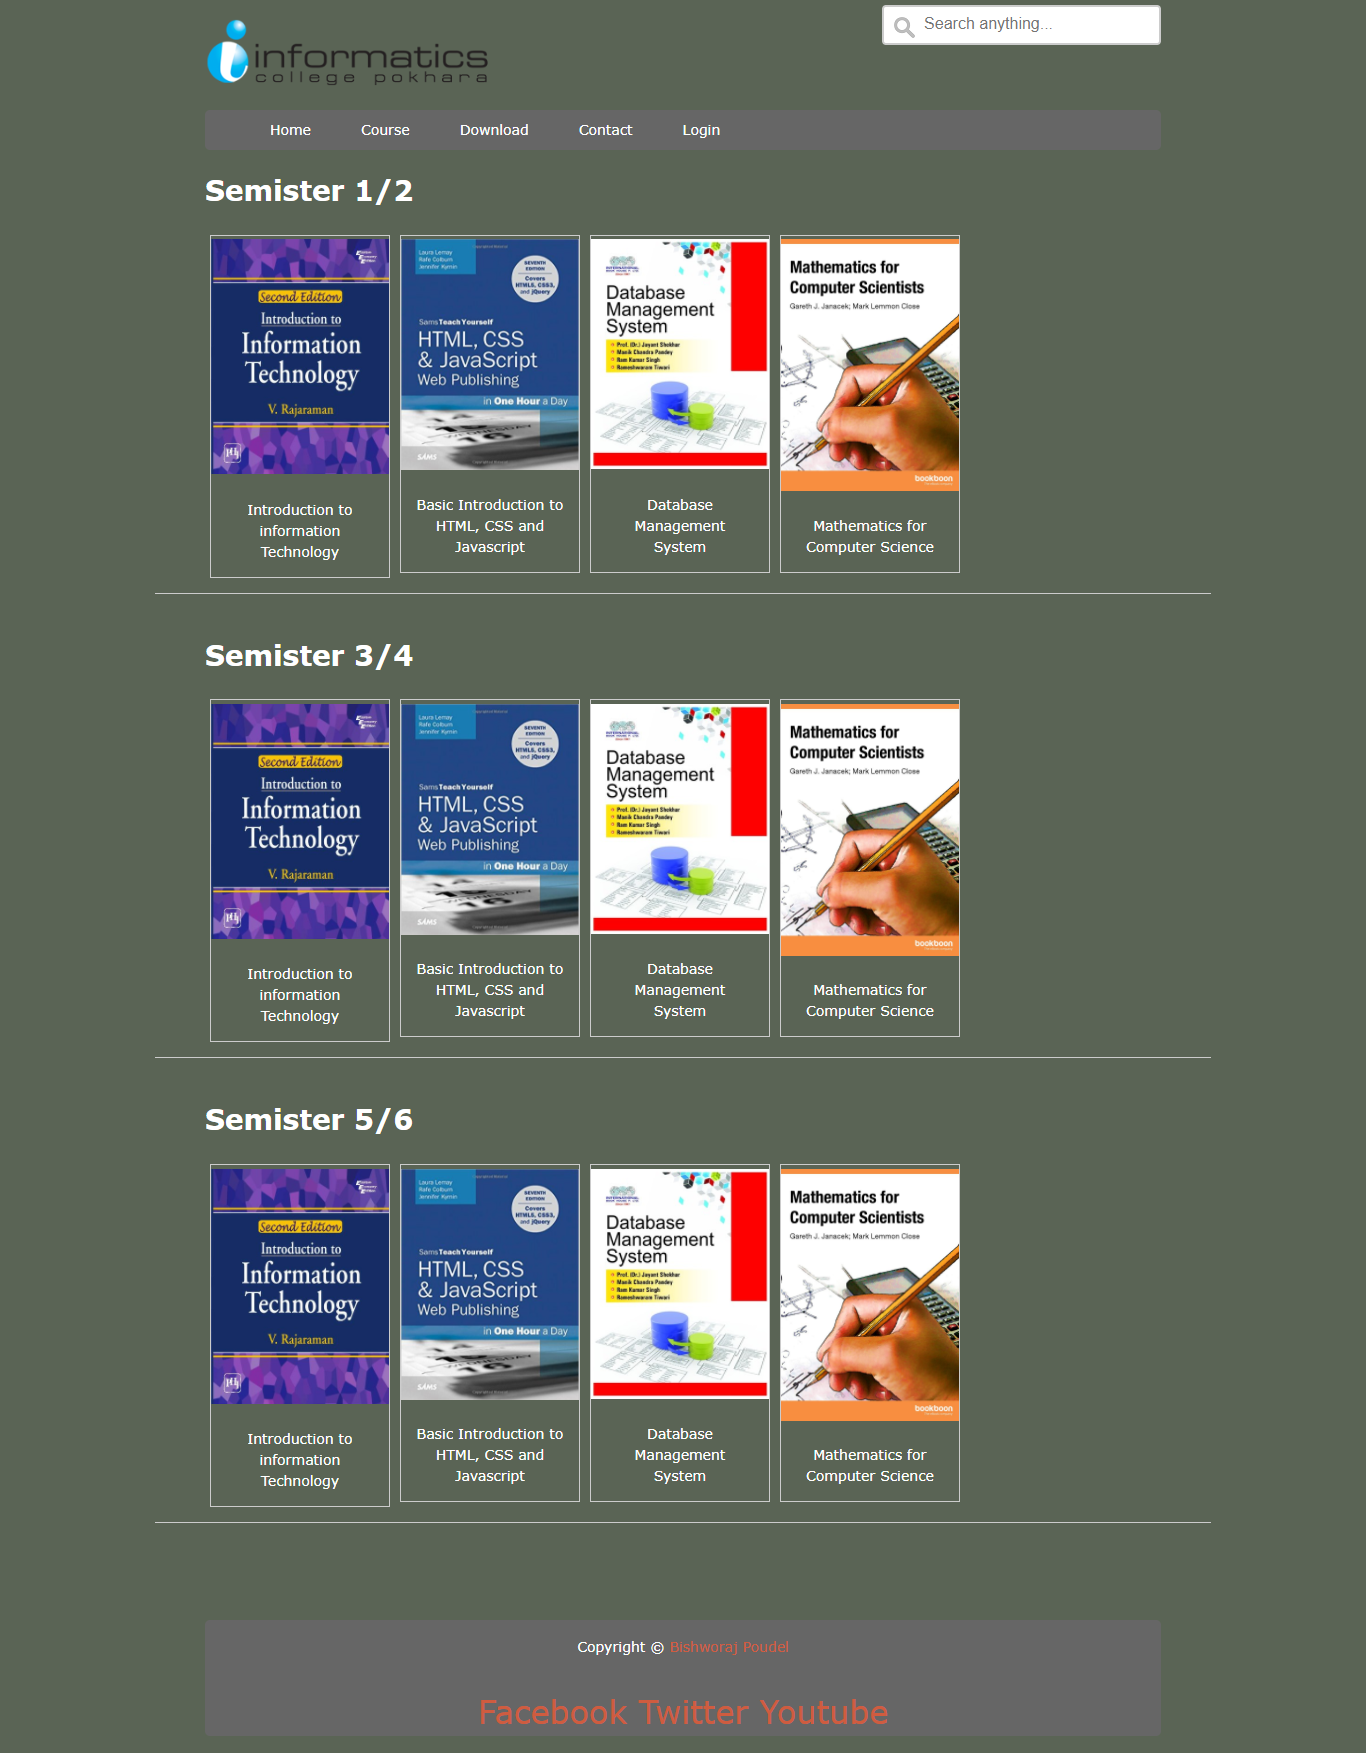 informatics
college pokhara
Search anything...
Home Course Download Contact Login
Semister 1/2
Second Edition
Introduction to
Information
Technology
V. Rajaraman
Laura Lemay
Rafe Colburn
Jennifer Kyrnin
SEVENTH
EDITION
Covers
HTML5, CSS3,
and jQuery
Sams Teach Yourself
HTML, CSS
& JavaScript
Web Publishing
in One Hour a Day
SAMS
Database
Management
System
Prof. (Dr.) Jayant Shekhar
Manik Chandra Pandey
Ram Kumar Singh
Rameshwaram Tiwari
Mathematics for
Computer Scientists
Gareth J. Janacek; Mark Lemmon Close
bookboon
Introduction to
information
Technology
Basic Introduction to
HTML, CSS and
Javascript
Database
Management
System
Mathematics for
Computer Science
Semister 3/4
Second Edition
Introduction to
Information
Technology
V. Rajaraman
Laura Lemay
Rafe Colburn
Jennifer Kyrnin
SEVENTH
EDITION
Covers
HTML5, CSS3,
and jQuery
Sams Teach Yourself
HTML, CSS
& JavaScript
Web Publishing
in One Hour a Day
SAMS
Database
Management
System
Prof. (Dr.) Jayant Shekhar
Manik Chandra Pandey
Ram Kumar Singh
Rameshwaram Tiwari
Mathematics for
Computer Scientists
Gareth J. Janacek; Mark Lemmon Close
bookboon
Introduction to
information
Technology
Basic Introduction to
HTML, CSS and
Javascript
Database
Management
System
Mathematics for
Computer Science
Semister 5/6
Second Edition
Introduction to
Information
Technology
V. Rajaraman
Laura Lemay
Rafe Colburn
Jennifer Kyrnin
SEVENTH
EDITION
Covers
HTML5, CSS3,
and jQuery
Sams Teach Yourself
HTML, CSS
& JavaScript
Web Publishing
in One Hour a Day
SAMS
Database
Management
System
Prof. (Dr.) Jayant Shekhar
Manik Chandra Pandey
Ram Kumar Singh
Rameshwaram Tiwari
Mathematics for
Computer Scientists
Gareth J. Janacek; Mark Lemmon Close
bookboon
Introduction to
information
Technology
Basic Introduction to
HTML, CSS and
Javascript
Database
Management
System
Mathematics for
Computer Science
Copyright © Bishworaj Poudel
Facebook Twitter Youtube